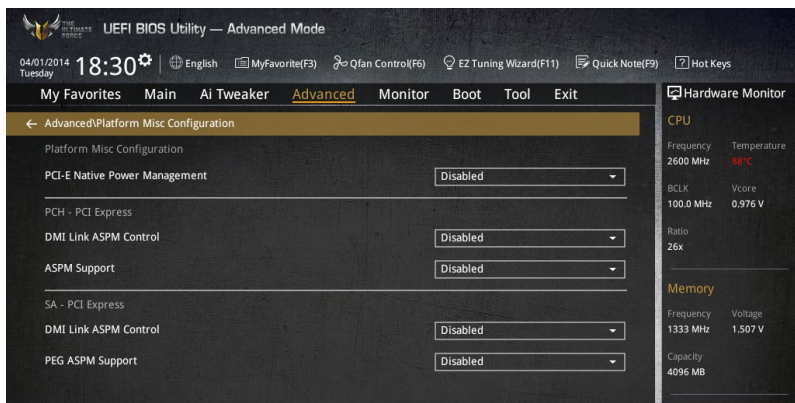 THE
ULTIMATE
FORCE
UEFI BIOS Utility — Advanced Mode
04/01/2014
Tuesday
18:30
English
MyFavorite(F3)
Qfan Control(F6)
EZ Tuning Wizard(F11)
Quick Note(F9)
? Hot Keys
My Favorites Main Ai Tweaker Advanced Monitor Boot Tool Exit
Hardware Monitor
← Advanced\Platform Misc Configuration
Platform Misc Configuration
PCI-E Native Power Management Disabled
PCH - PCI Express
DMI Link ASPM Control Disabled
ASPM Support Disabled
SA - PCI Express
DMI Link ASPM Control Disabled
PEG ASPM Support Disabled
CPU
Frequency Temperature
2600 MHz 88°C
BCLK Vcore
100.0 MHz 0.976 V
Ratio
26x
Memory
Frequency Voltage
1333 MHz 1.507 V
Capacity
4096 MB